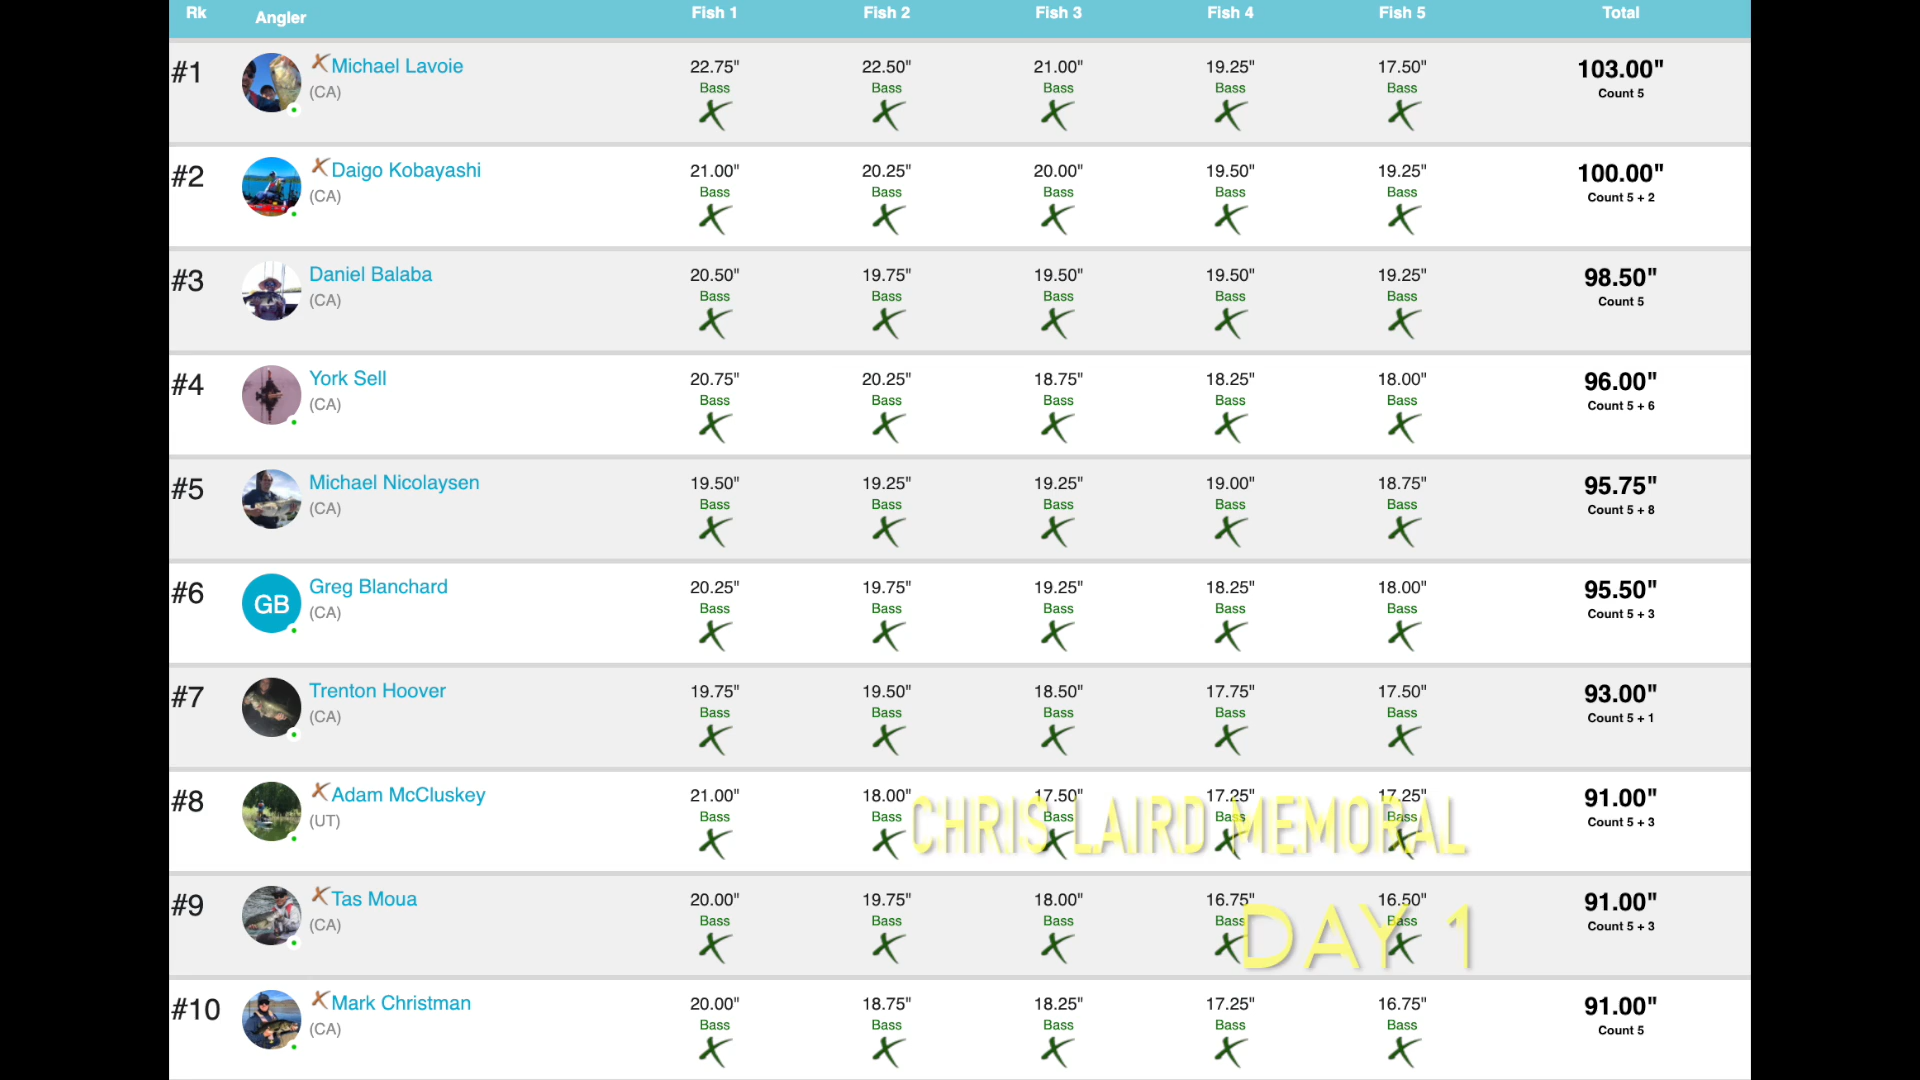 Rk Angler Fish 1 Fish 2 Fish 3 Fish 4 Fish 5 Total
#1 Michael Lavoie 22.75" 22.50" 21.00" 19.25" 17.50" 103.00"
(CA) Bass Bass Bass Bass Bass Count 5
#2 Daigo Kobayashi 21.00" 20.25" 20.00" 19.50" 19.25" 100.00"
(CA) Bass Bass Bass Bass Bass Count 5 + 2
#3 Daniel Balaba 20.50" 19.75" 19.50" 19.50" 19.25" 98.50"
(CA) Bass Bass Bass Bass Bass Count 5
#4 York Sell 20.75" 20.25" 18.75" 18.25" 18.00" 96.00"
(CA) Bass Bass Bass Bass Bass Count 5 + 6
#5 Michael Nicolaysen 19.50" 19.25" 19.25" 19.00" 18.75" 95.75"
(CA) Bass Bass Bass Bass Bass Count 5 + 8
#6 GB Greg Blanchard 20.25" 19.75" 19.25" 18.25" 18.00" 95.50"
(CA) Bass Bass Bass Bass Bass Count 5 + 3
#7 Trenton Hoover 19.75" 19.50" 18.50" 17.75" 17.50" 93.00"
(CA) Bass Bass Bass Bass Bass Count 5 + 1
#8 Adam McCluskey 21.00" 18.00" 17.50" 17.25" 17.25" 91.00"
(UT) Bass Bass Bass Bass Bass Count 5 + 3
CHRIS LAIRD MEMORAL
#9 Tas Moua 20.00" 19.75" 18.00" 16.75" 16.50" 91.00"
(CA) Bass Bass Bass Bass Bass Count 5 + 3
DAY 1
#10 Mark Christman 20.00" 18.75" 18.25" 17.25" 16.75" 91.00"
(CA) Bass Bass Bass Bass Bass Count 5